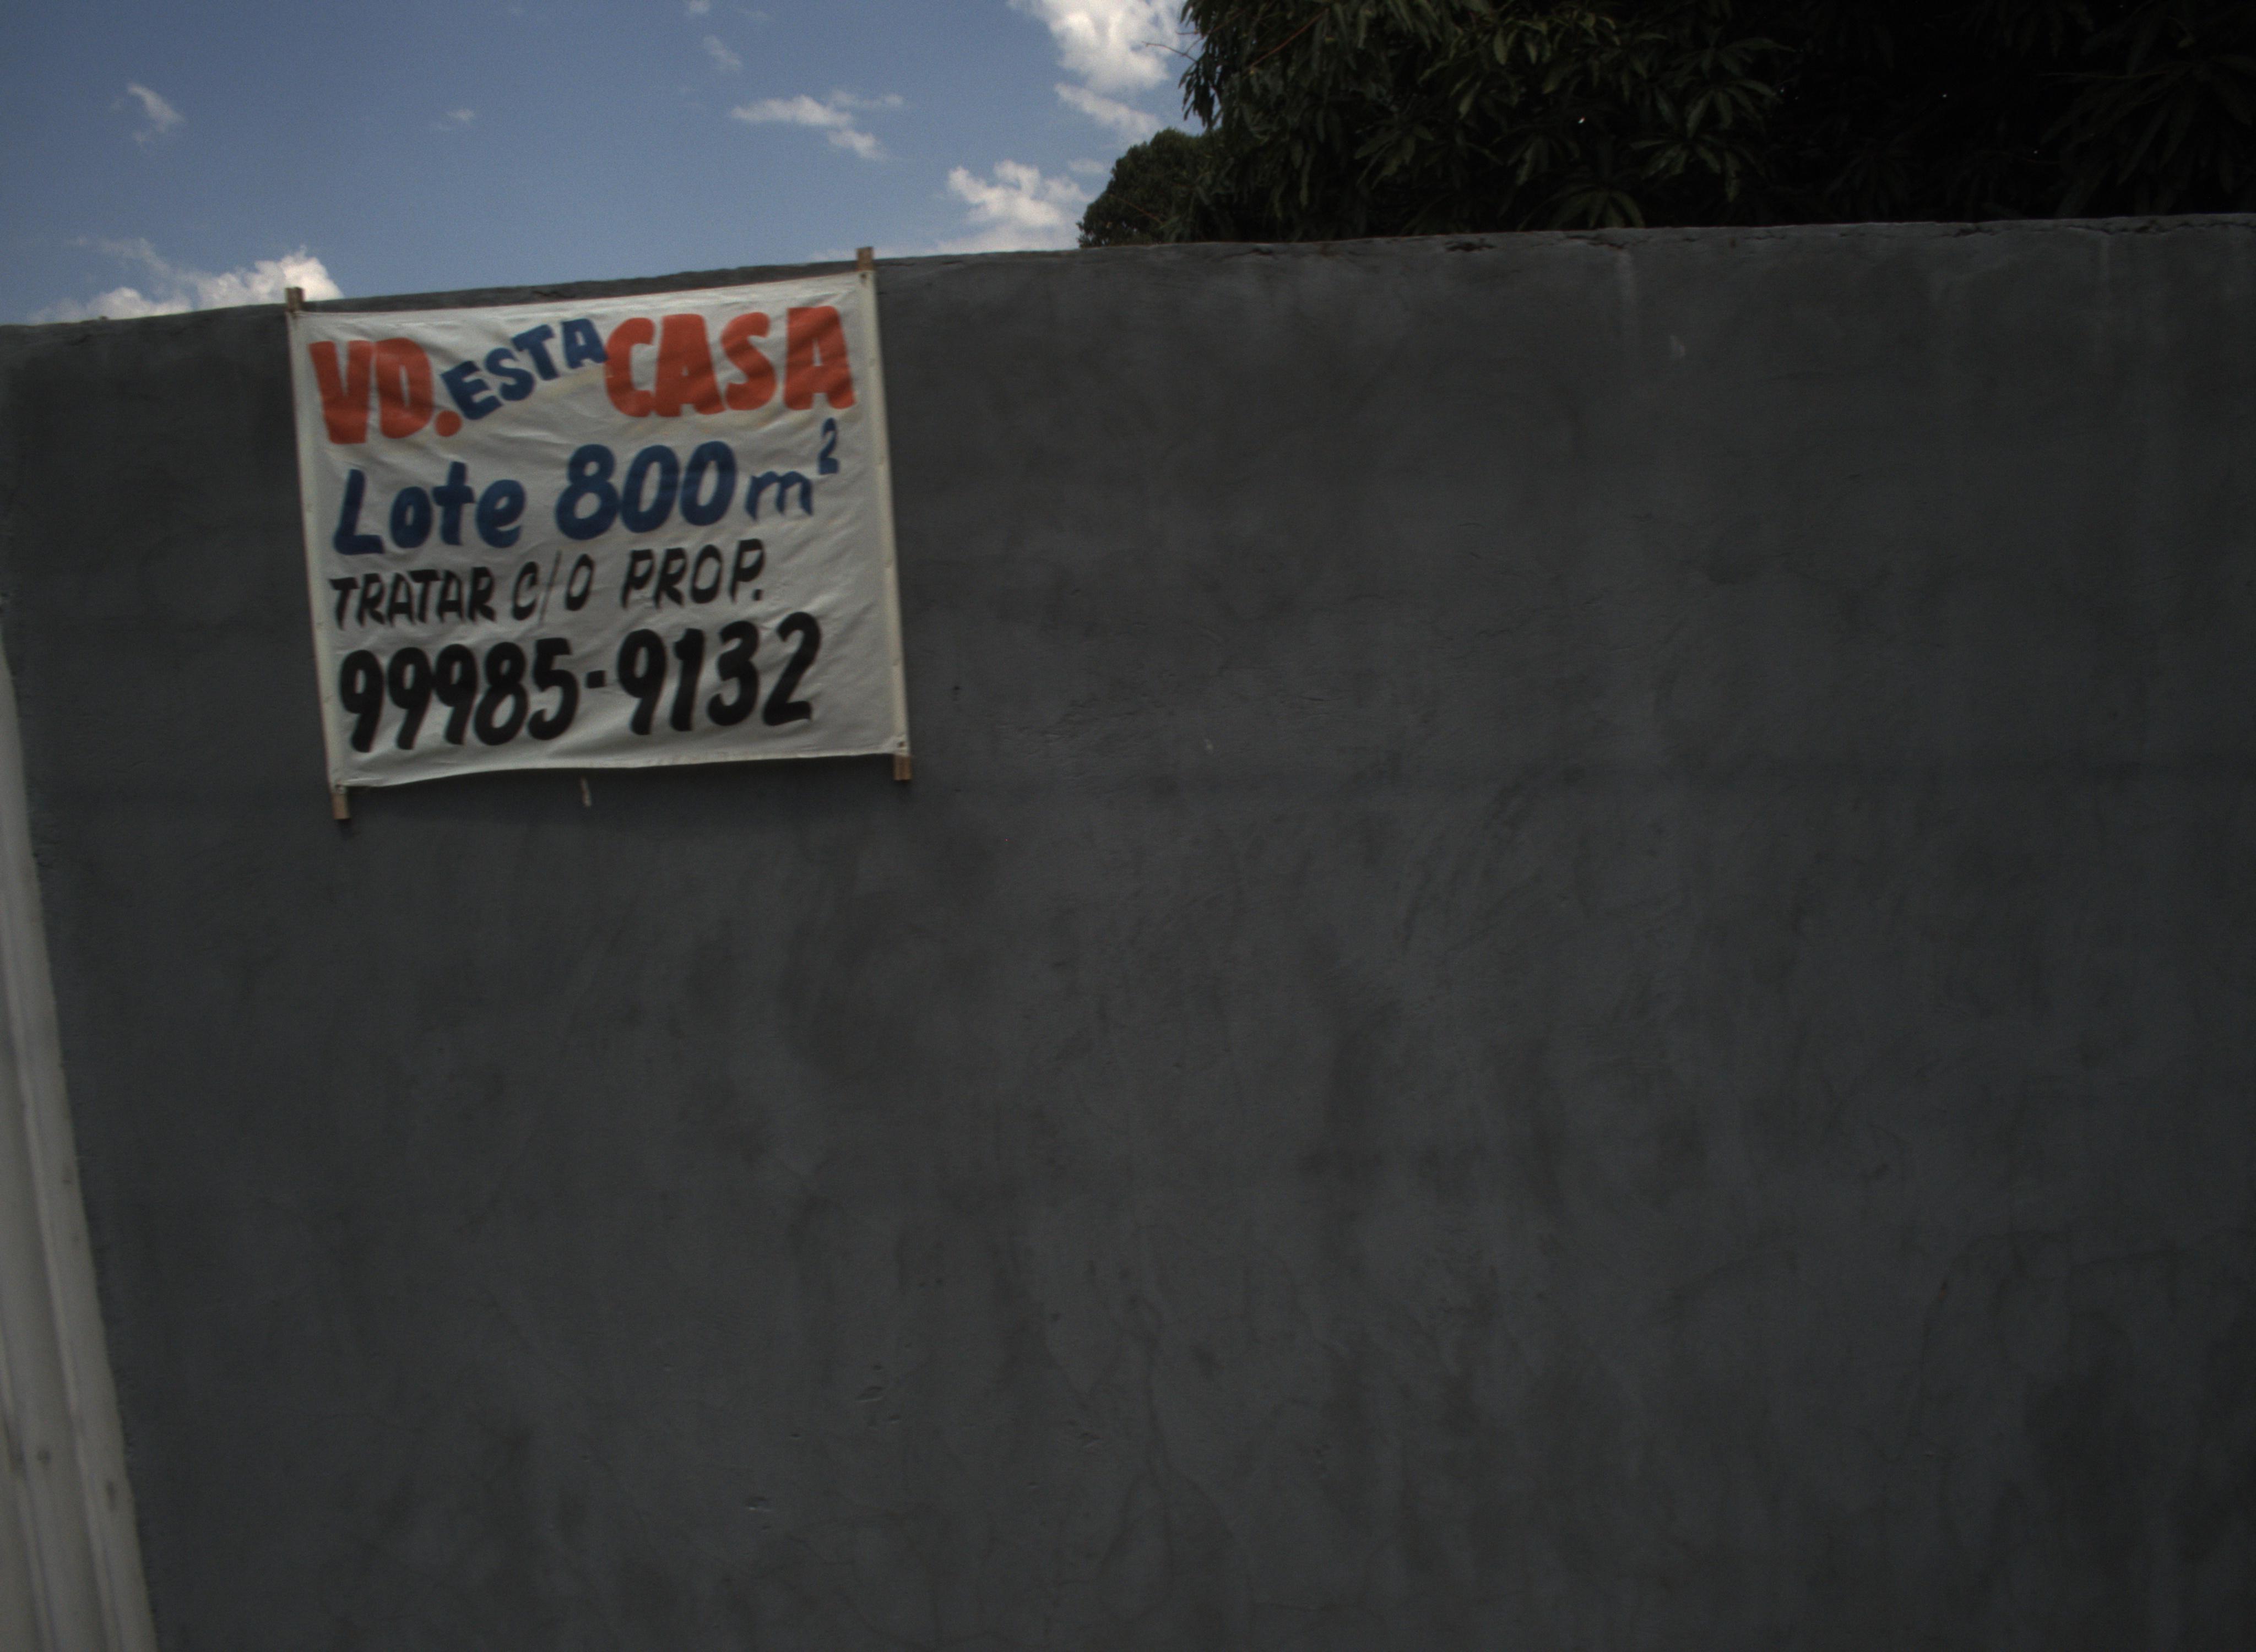 VD. ESTA CASA
Lote 800m²
TRATAR C/O PROP.
99985-9132